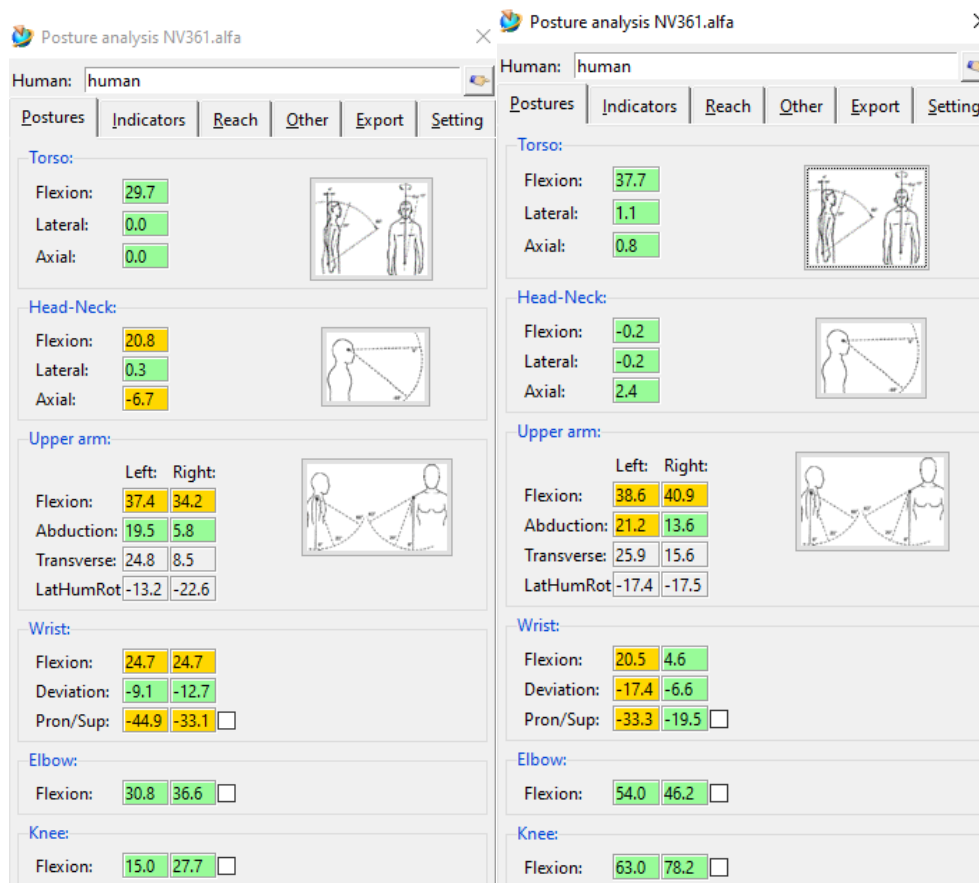 Posture analysis NV361.alfa
Human: human
Postures Indicators Reach Other Export Setting
Torso:
Flexion: 29.7
Lateral: 0.0
Axial: 0.0
Head-Neck:
Flexion: 20.8
Lateral: 0.3
Axial: -6.7
Upper arm:
Left: Right:
Flexion: 37.4 34.2
Abduction: 19.5 5.8
Transverse: 24.8 8.5
LatHumRot -13.2 -22.6
Wrist:
Flexion: 24.7 24.7
Deviation: -9.1 -12.7
Pron/Sup: -44.9 -33.1
Elbow:
Flexion: 30.8 36.6
Knee:
Flexion: 15.0 27.7
Posture analysis NV361.alfa
Human: human
Postures Indicators Reach Other Export Setting
Torso:
Flexion: 37.7
Lateral: 1.1
Axial: 0.8
Head-Neck:
Flexion: -0.2
Lateral: -0.2
Axial: 2.4
Upper arm:
Left: Right:
Flexion: 38.6 40.9
Abduction: 21.2 13.6
Transverse: 25.9 15.6
LatHumRot -17.4 -17.5
Wrist:
Flexion: 20.5 4.6
Deviation: -17.4 -6.6
Pron/Sup: -33.3 -19.5
Elbow:
Flexion: 54.0 46.2
Knee:
Flexion: 63.0 78.2